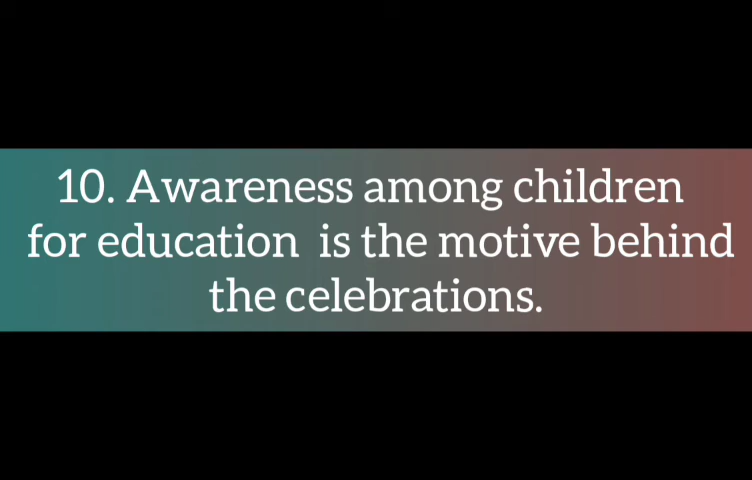 10. Awareness among children
for education is the motive behind
the celebrations.